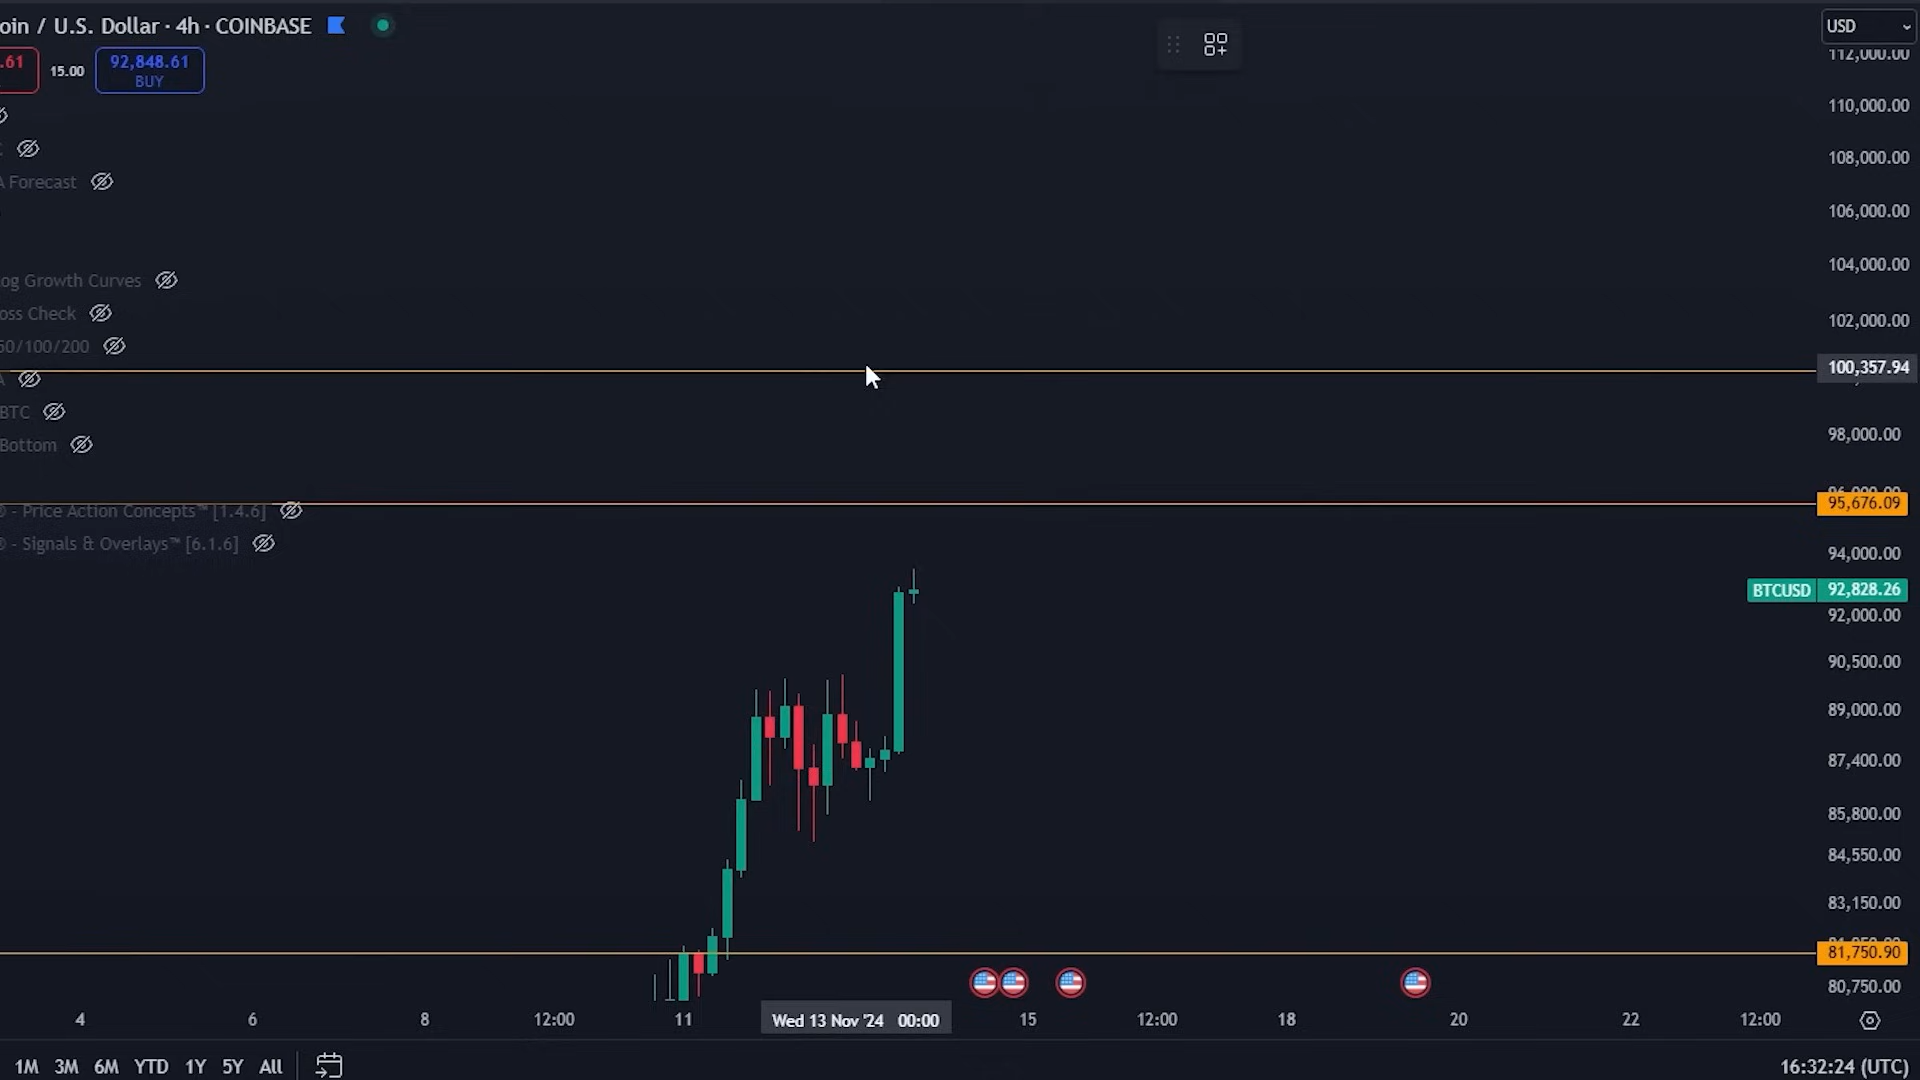 oin / U.S. Dollar · 4h · COINBASE
USD
.61
15.00
92,848.61
BUY
A Forecast
og Growth Curves
oss Check
50/100/200
A
BTC
Bottom
® - Price Action Concepts™ [1.4.6]
® - Signals & Overlays™ [6.1.6]
112,000.00
110,000.00
108,000.00
106,000.00
104,000.00
102,000.00
100,357.94
98,000.00
96,000.00
95,676.09
94,000.00
BTCUSD 92,828.26
92,000.00
90,500.00
89,000.00
87,400.00
85,800.00
84,550.00
83,150.00
81,750.90
80,750.00
4 6 8 12:00 11 Wed 13 Nov '24 00:00 15 12:00 18 20 22 12:00
1M 3M 6M YTD 1Y 5Y All
16:32:24 (UTC)